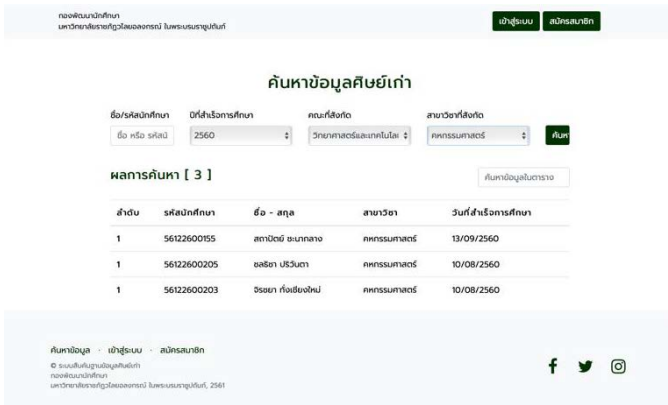 กองพัฒนานักศึกษา
มหาวิทยาลัยราชภัฏวไลยอลงกรณ์ ในพระบรมราชูปถัมภ์
เข้าสู่ระบบ สมัครสมาชิก
ค้นหาข้อมูลศิษย์เก่า
ชื่อ/รหัสนักศึกษา ปีที่สำเร็จการศึกษา คณะที่สังกัด สาขาวิชาที่สังกัด
ชื่อ หรือ รหัสนั 2560 วิทยาศาสตร์และเทคโนโลย คหกรรมศาสตร์ ค้นหา
ผลการค้นหา [ 3 ] ค้นหาข้อมูลในตาราง
ลำดับ รหัสนักศึกษา ชื่อ - สกุล สาขาวิชา วันที่สำเร็จการศึกษา
1 56122600155 สถาปัตย์ ชะนากลาง คหกรรมศาสตร์ 13/09/2560
1 56122600205 ชลธิชา ปริวันตา คหกรรมศาสตร์ 10/08/2560
1 56122600203 จิรชยา ทั่งเชียงใหม่ คหกรรมศาสตร์ 10/08/2560
ค้นหาข้อมูล · เข้าสู่ระบบ · สมัครสมาชิก
© ระบบสืบค้นฐานข้อมูลศิษย์เก่า
กองพัฒนานักศึกษา
มหาวิทยาลัยราชภัฏวไลยอลงกรณ์ ในพระบรมราชูปถัมภ์, 2561